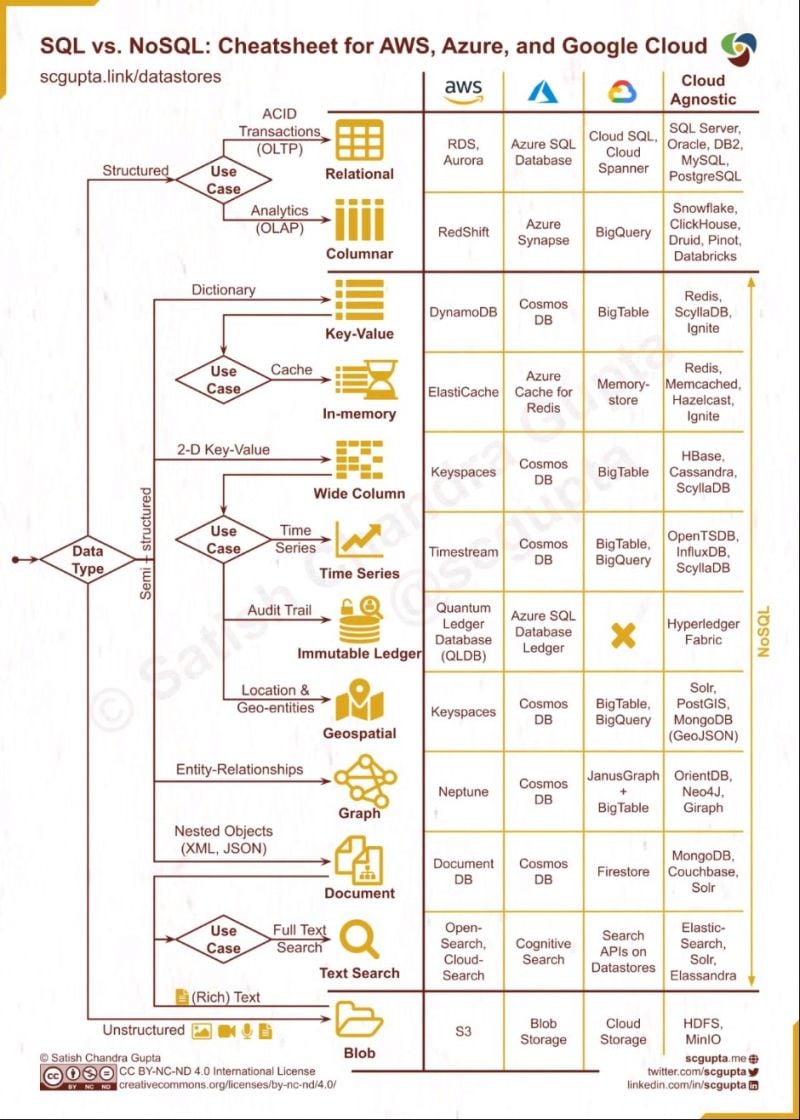 SQL vs. NoSQL: Cheatsheet for AWS, Azure, and Google Cloud
scgupta.link/datastores
aws
Cloud
Agnostic
Structured
Use
Case
ACID
Transactions
(OLTP)
Relational
RDS,
Aurora
Azure SQL
Database
Cloud SQL,
Cloud
Spanner
SQL Server,
Oracle, DB2,
MySQL,
PostgreSQL
Analytics
(OLAP)
Columnar
RedShift
Azure
Synapse
BigQuery
Snowflake,
ClickHouse,
Druid, Pinot,
Databricks
Dictionary
Key-Value
DynamoDB
Cosmos
DB
BigTable
Redis,
ScyllaDB,
Ignite
Use
Case
Cache
In-memory
ElastiCache
Azure
Cache for
Redis
Memory-
store
Redis,
Memcached,
Hazelcast,
Ignite
2-D Key-Value
Wide Column
Keyspaces
Cosmos
DB
BigTable
HBase,
Cassandra,
ScyllaDB
Data
Type
Semi - structured
Use
Case
Time
Series
Time Series
Timestream
Cosmos
DB
BigTable,
BigQuery
OpenTSDB,
InfluxDB,
ScyllaDB
Audit Trail
Immutable Ledger
Quantum
Ledger
Database
(QLDB)
Azure SQL
Database
Ledger
Hyperledger
Fabric
NoSQL
Location &
Geo-entities
Geospatial
Keyspaces
Cosmos
DB
BigTable,
BigQuery
Solr,
PostGIS,
MongoDB
(GeoJSON)
Entity-Relationships
Graph
Neptune
Cosmos
DB
JanusGraph
+
BigTable
OrientDB,
Neo4J,
Giraph
Nested Objects
(XML, JSON)
Document
Document
DB
Cosmos
DB
Firestore
MongoDB,
Couchbase,
Solr
Use
Case
Full Text
Search
Text Search
Open-
Search,
Cloud-
Search
Cognitive
Search
Search
APIs on
Datastores
Elastic-
Search,
Solr,
Elassandra
(Rich) Text
Unstructured
Blob
S3
Blob
Storage
Cloud
Storage
HDFS,
MinIO
© Satish Chandra Gupta
@scgupta
© Satish Chandra Gupta
cc BY NC ND
CC BY-NC-ND 4.0 International License
creativecommons.org/licenses/by-nc-nd/4.0/
scgupta.me
twitter.com/scgupta
linkedin.com/in/scgupta